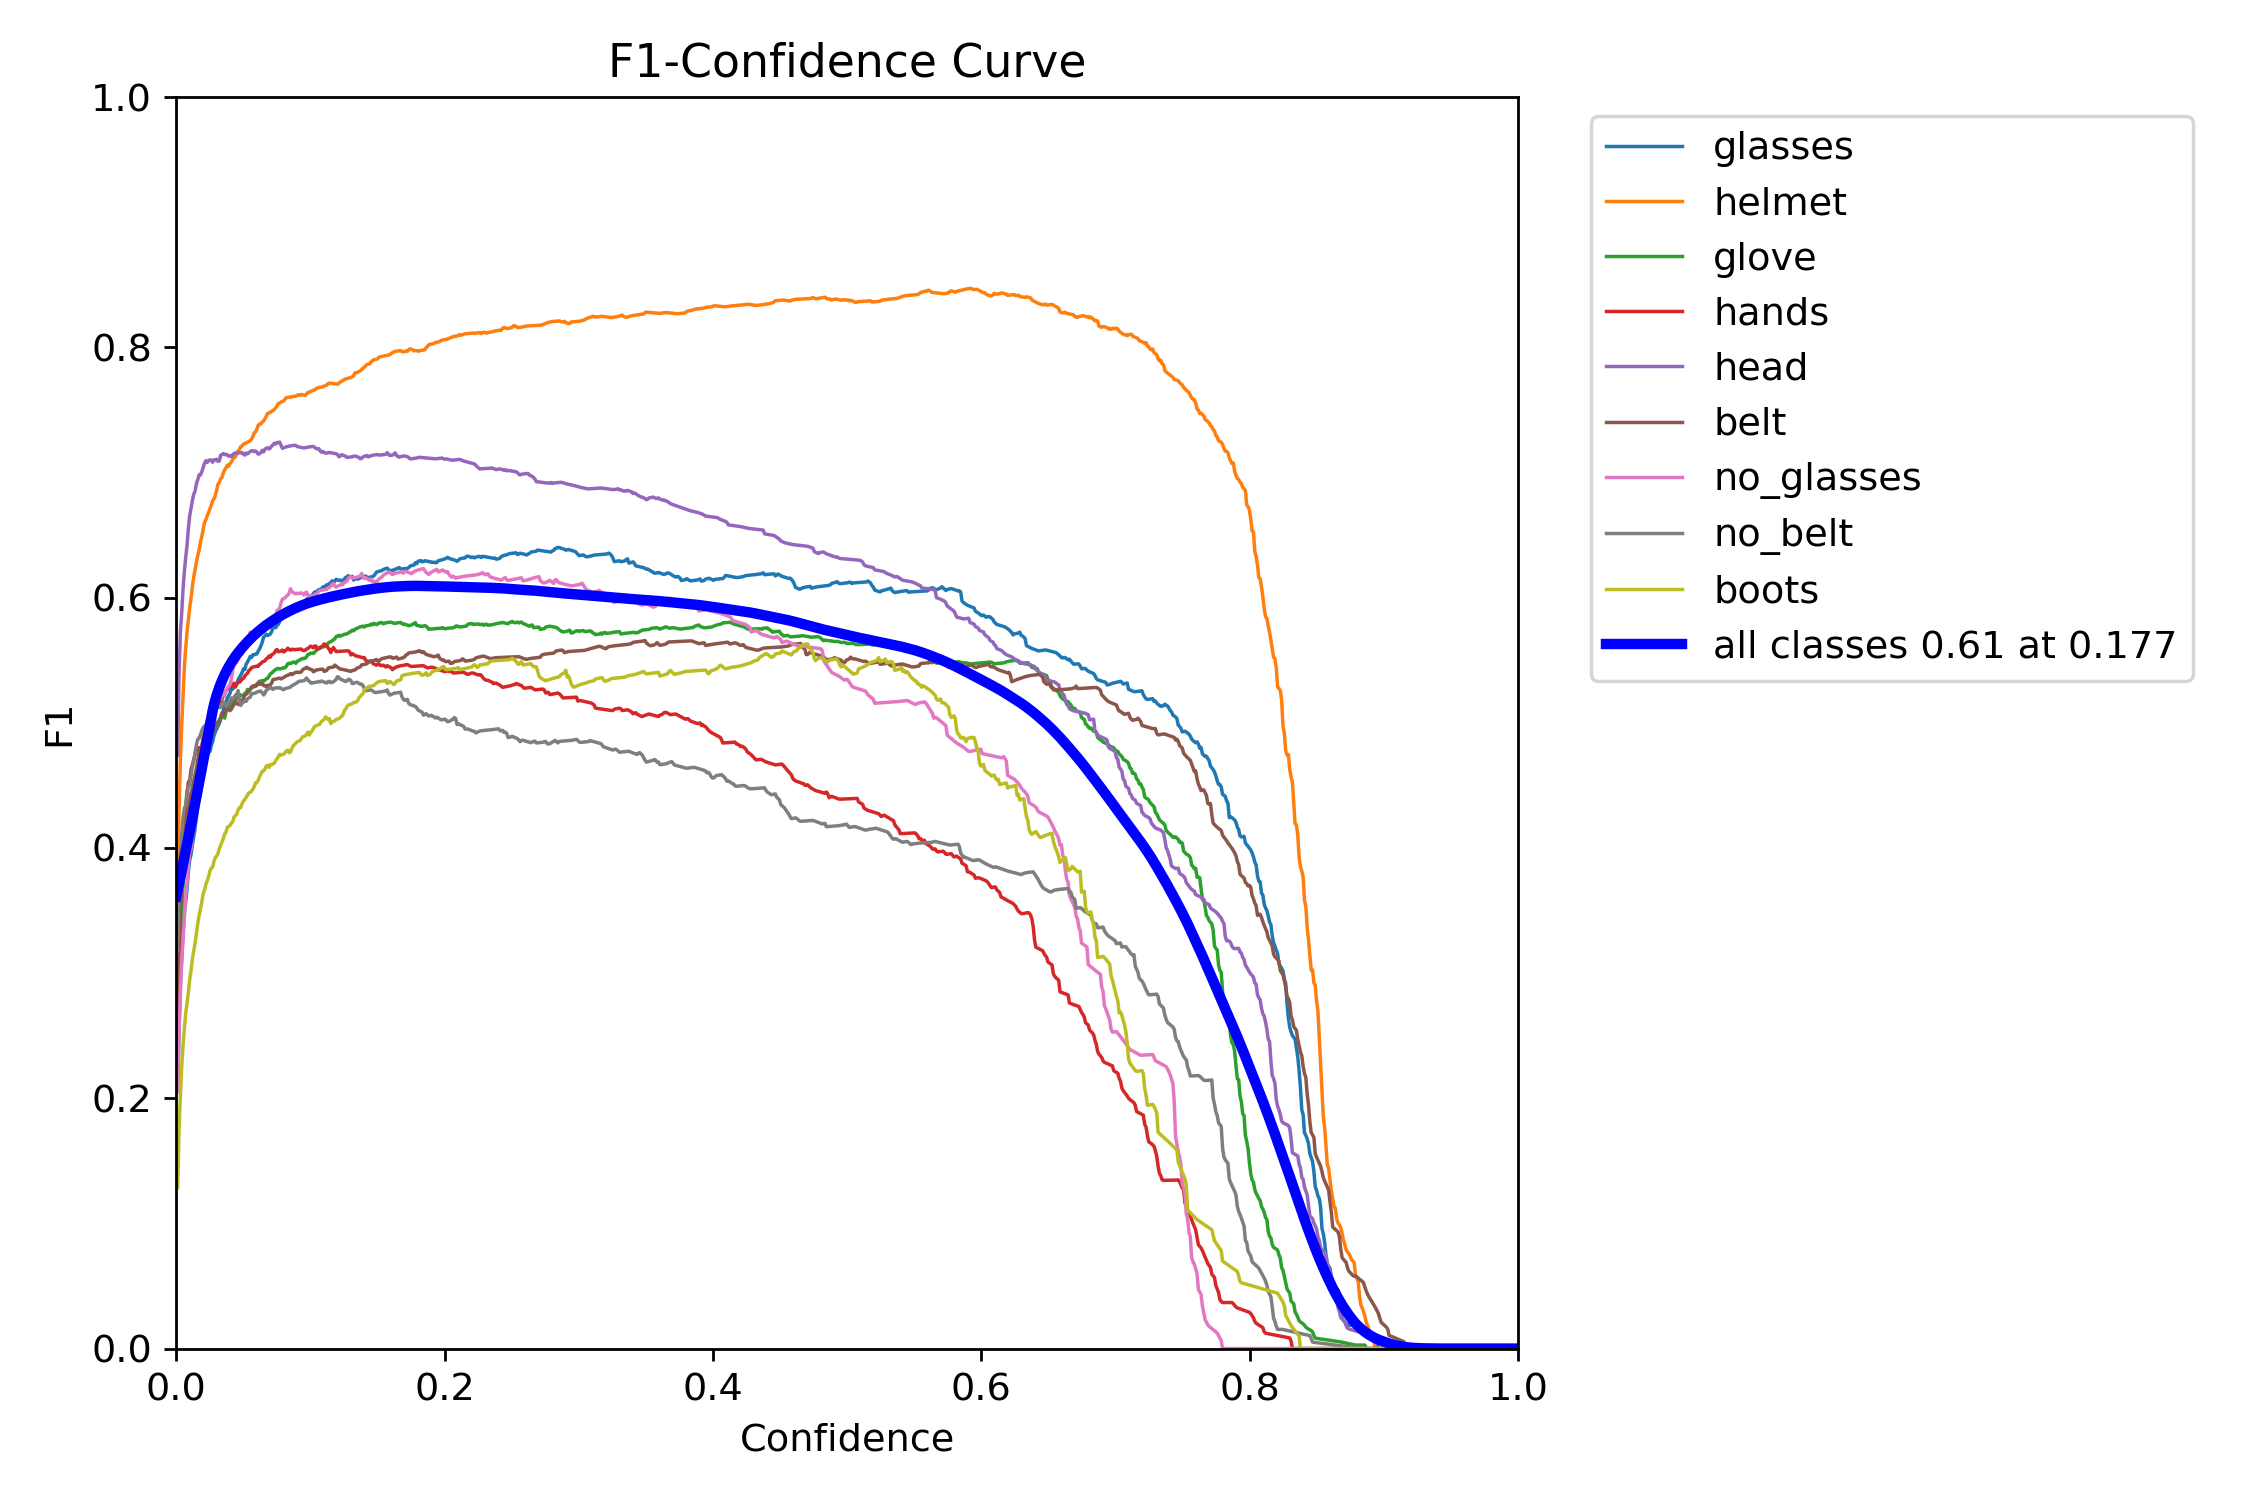 F1-Confidence Curve
1.0
0.8
0.6
0.4
0.2
0.0
F1
0.0 0.2 0.4 0.6 0.8 1.0
Confidence
glasses
helmet
glove
hands
head
belt
no_glasses
no_belt
boots
all classes 0.61 at 0.177